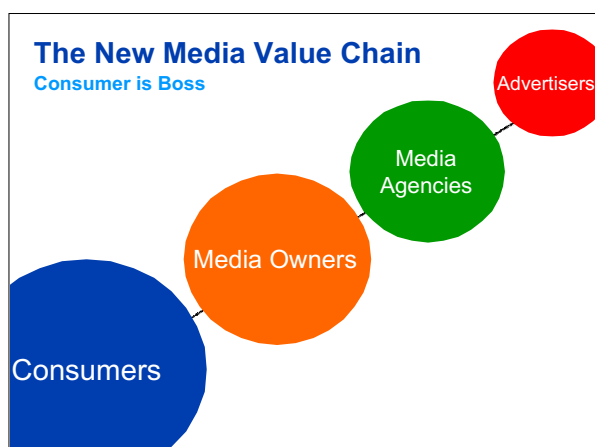 The New Media Value Chain
Consumer is Boss
Advertisers
Media
Agencies
Media Owners
Consumers